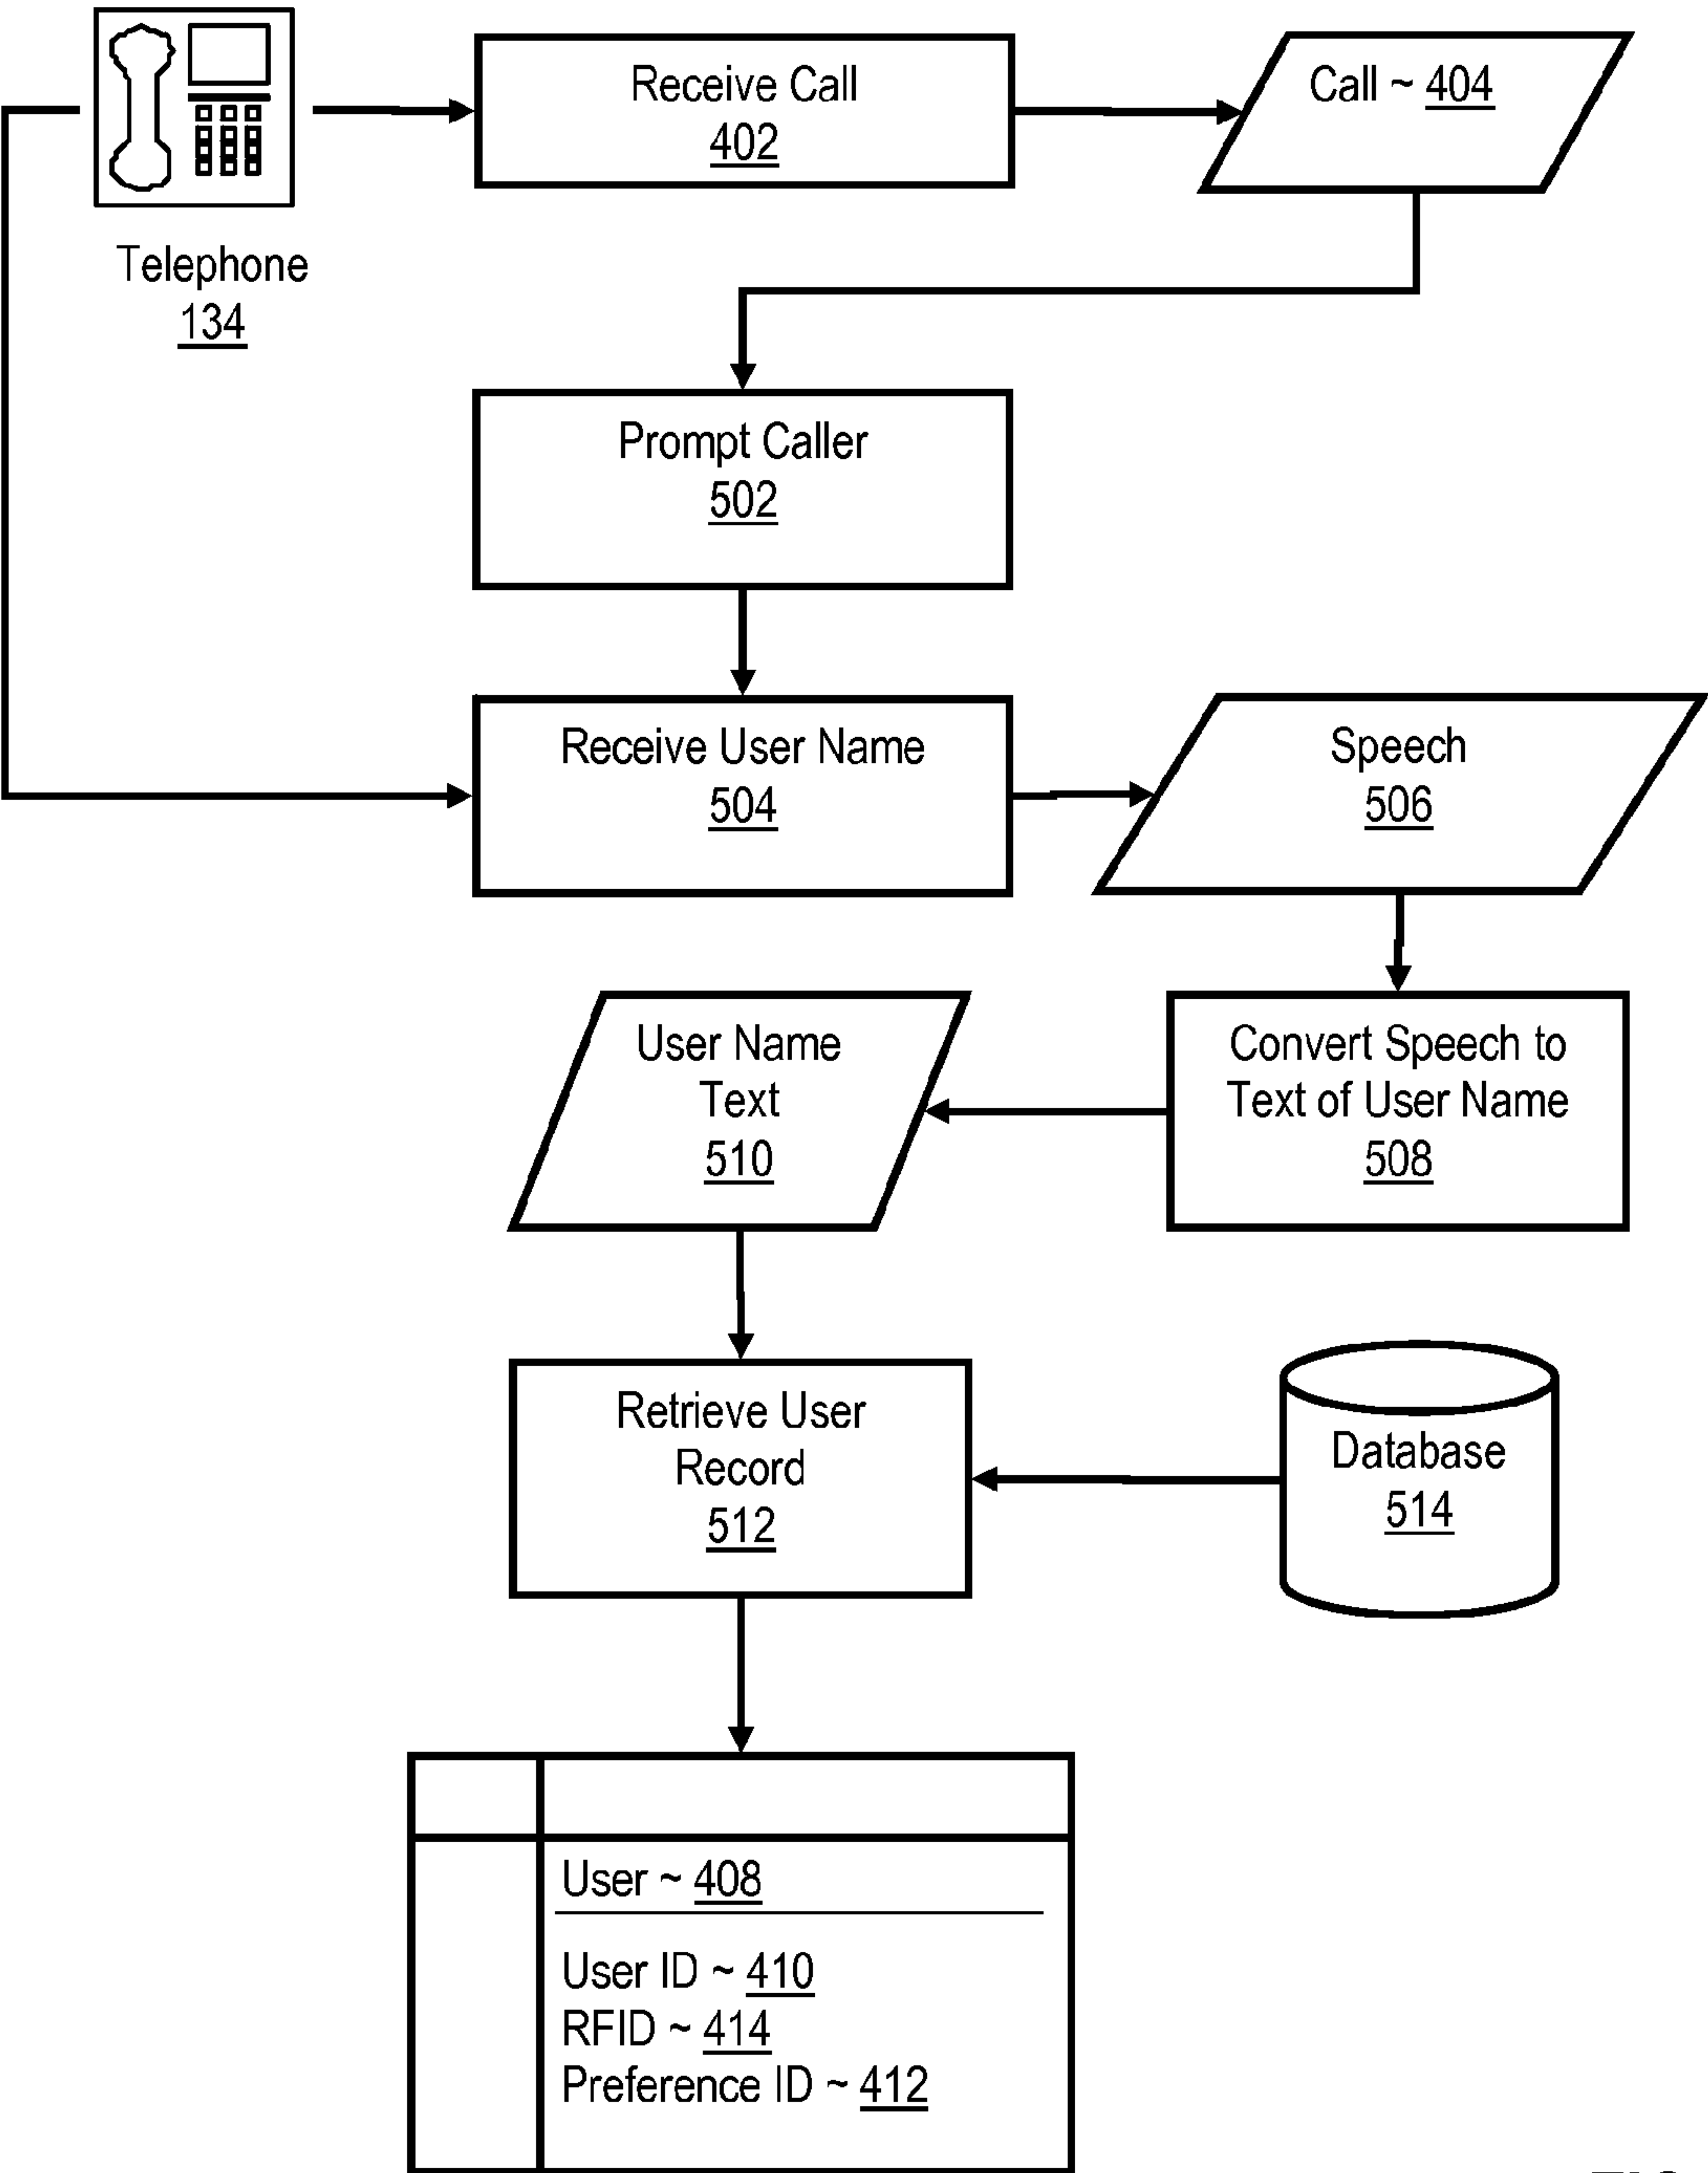 Receive Call
402
Call ~ 404
Telephone
134
Prompt Caller
502
Receive User Name
504
Speech
506
User Name
Text
510
Convert Speech to
Text of User Name
508
Retrieve User
Record
512
Database
514
User ~ 408
User ID ~ 410
RFID ~ 414
Preference ID ~ 412